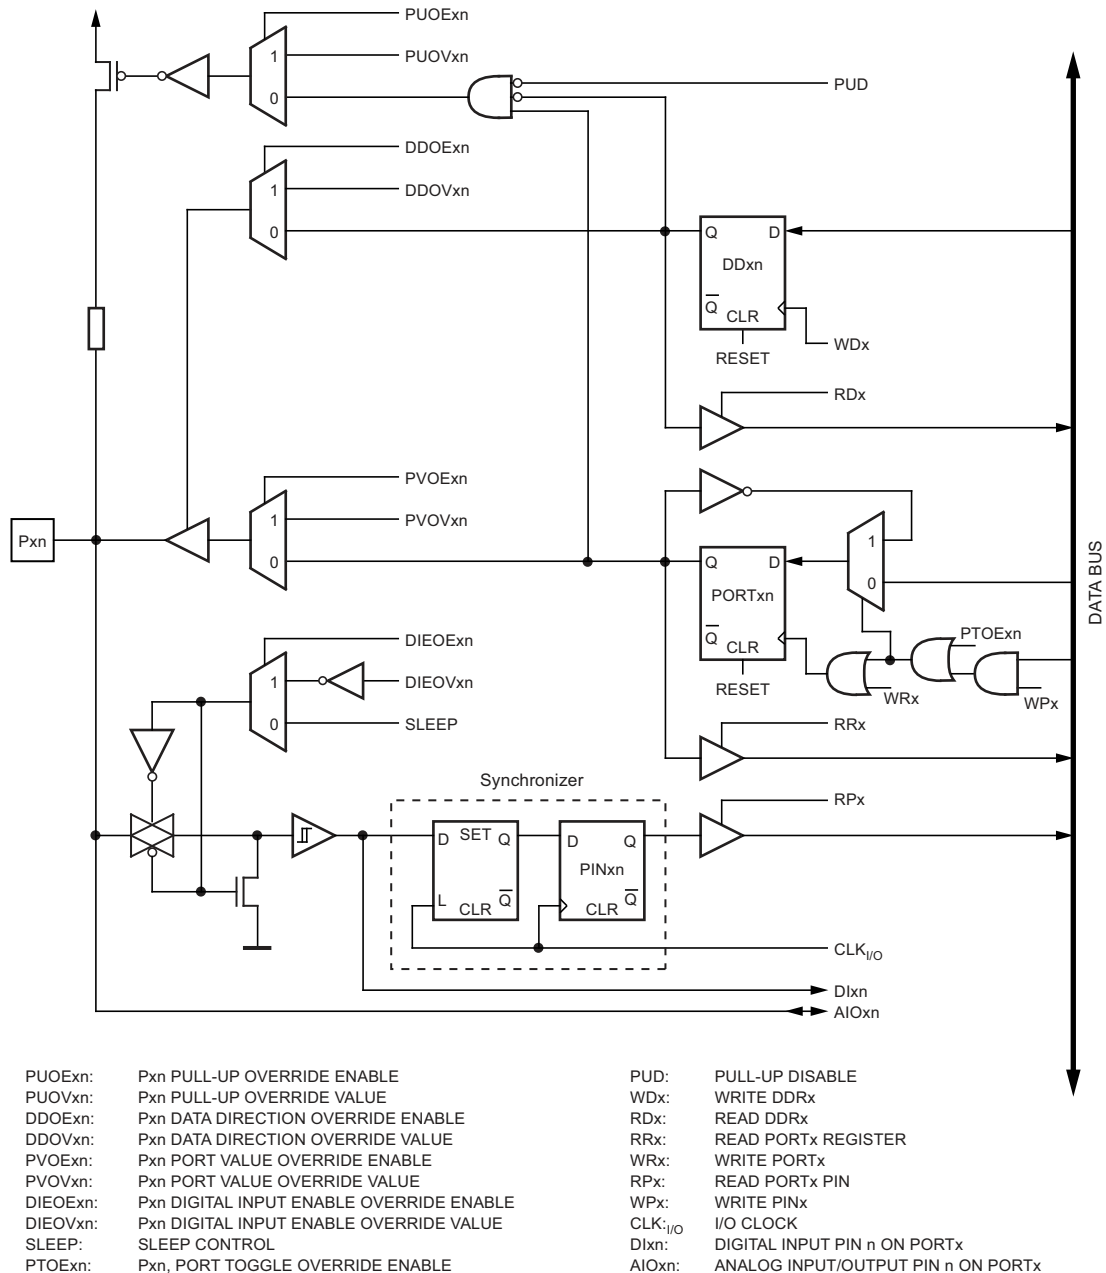 PUOExn
1
PUOVxn
0
PUD
DDOExn
1
DDOVxn
0
Q D
DDxn
Q
CLR
RESET
WDx
RDx
PVOExn
1
PVOVxn
0
Pxn
1
0
DATA BUS
Q D
PORTxn
Q
CLR
RESET
PTOExn
WRx
WPx
DIEOExn
1
DIEOVxn
0
SLEEP
RRx
Synchronizer
RPx
D SET Q
L
CLR
Q
D Q
PINxn
CLR
Q
CLKI/O
DIxn
AIOxn
PUOExn: Pxn PULL-UP OVERRIDE ENABLE
PUOVxn: Pxn PULL-UP OVERRIDE VALUE
DDOExn: Pxn DATA DIRECTION OVERRIDE ENABLE
DDOVxn: Pxn DATA DIRECTION OVERRIDE VALUE
PVOExn: Pxn PORT VALUE OVERRIDE ENABLE
PVOVxn: Pxn PORT VALUE OVERRIDE VALUE
DIEOExn: Pxn DIGITAL INPUT ENABLE OVERRIDE ENABLE
DIEOVxn: Pxn DIGITAL INPUT ENABLE OVERRIDE VALUE
SLEEP: SLEEP CONTROL
PTOExn: Pxn, PORT TOGGLE OVERRIDE ENABLE
PUD: PULL-UP DISABLE
WDx: WRITE DDRx
RDx: READ DDRx
RRx: READ PORTx REGISTER
WRx: WRITE PORTx
RPx: READ PORTx PIN
WPx: WRITE PINx
CLK:I/O I/O CLOCK
DIxn: DIGITAL INPUT PIN n ON PORTx
AIOxn: ANALOG INPUT/OUTPUT PIN n ON PORTx